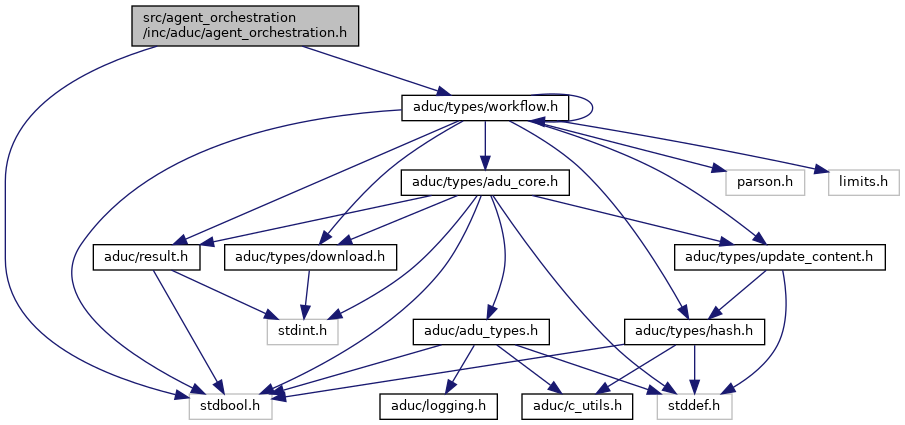 src/agent_orchestration
/inc/aduc/agent_orchestration.h
aduc/types/workflow.h
aduc/types/adu_core.h
parson.h
limits.h
aduc/result.h
aduc/types/download.h
aduc/types/update_content.h
stdint.h
aduc/adu_types.h
aduc/types/hash.h
stdbool.h
aduc/logging.h
aduc/c_utils.h
stddef.h